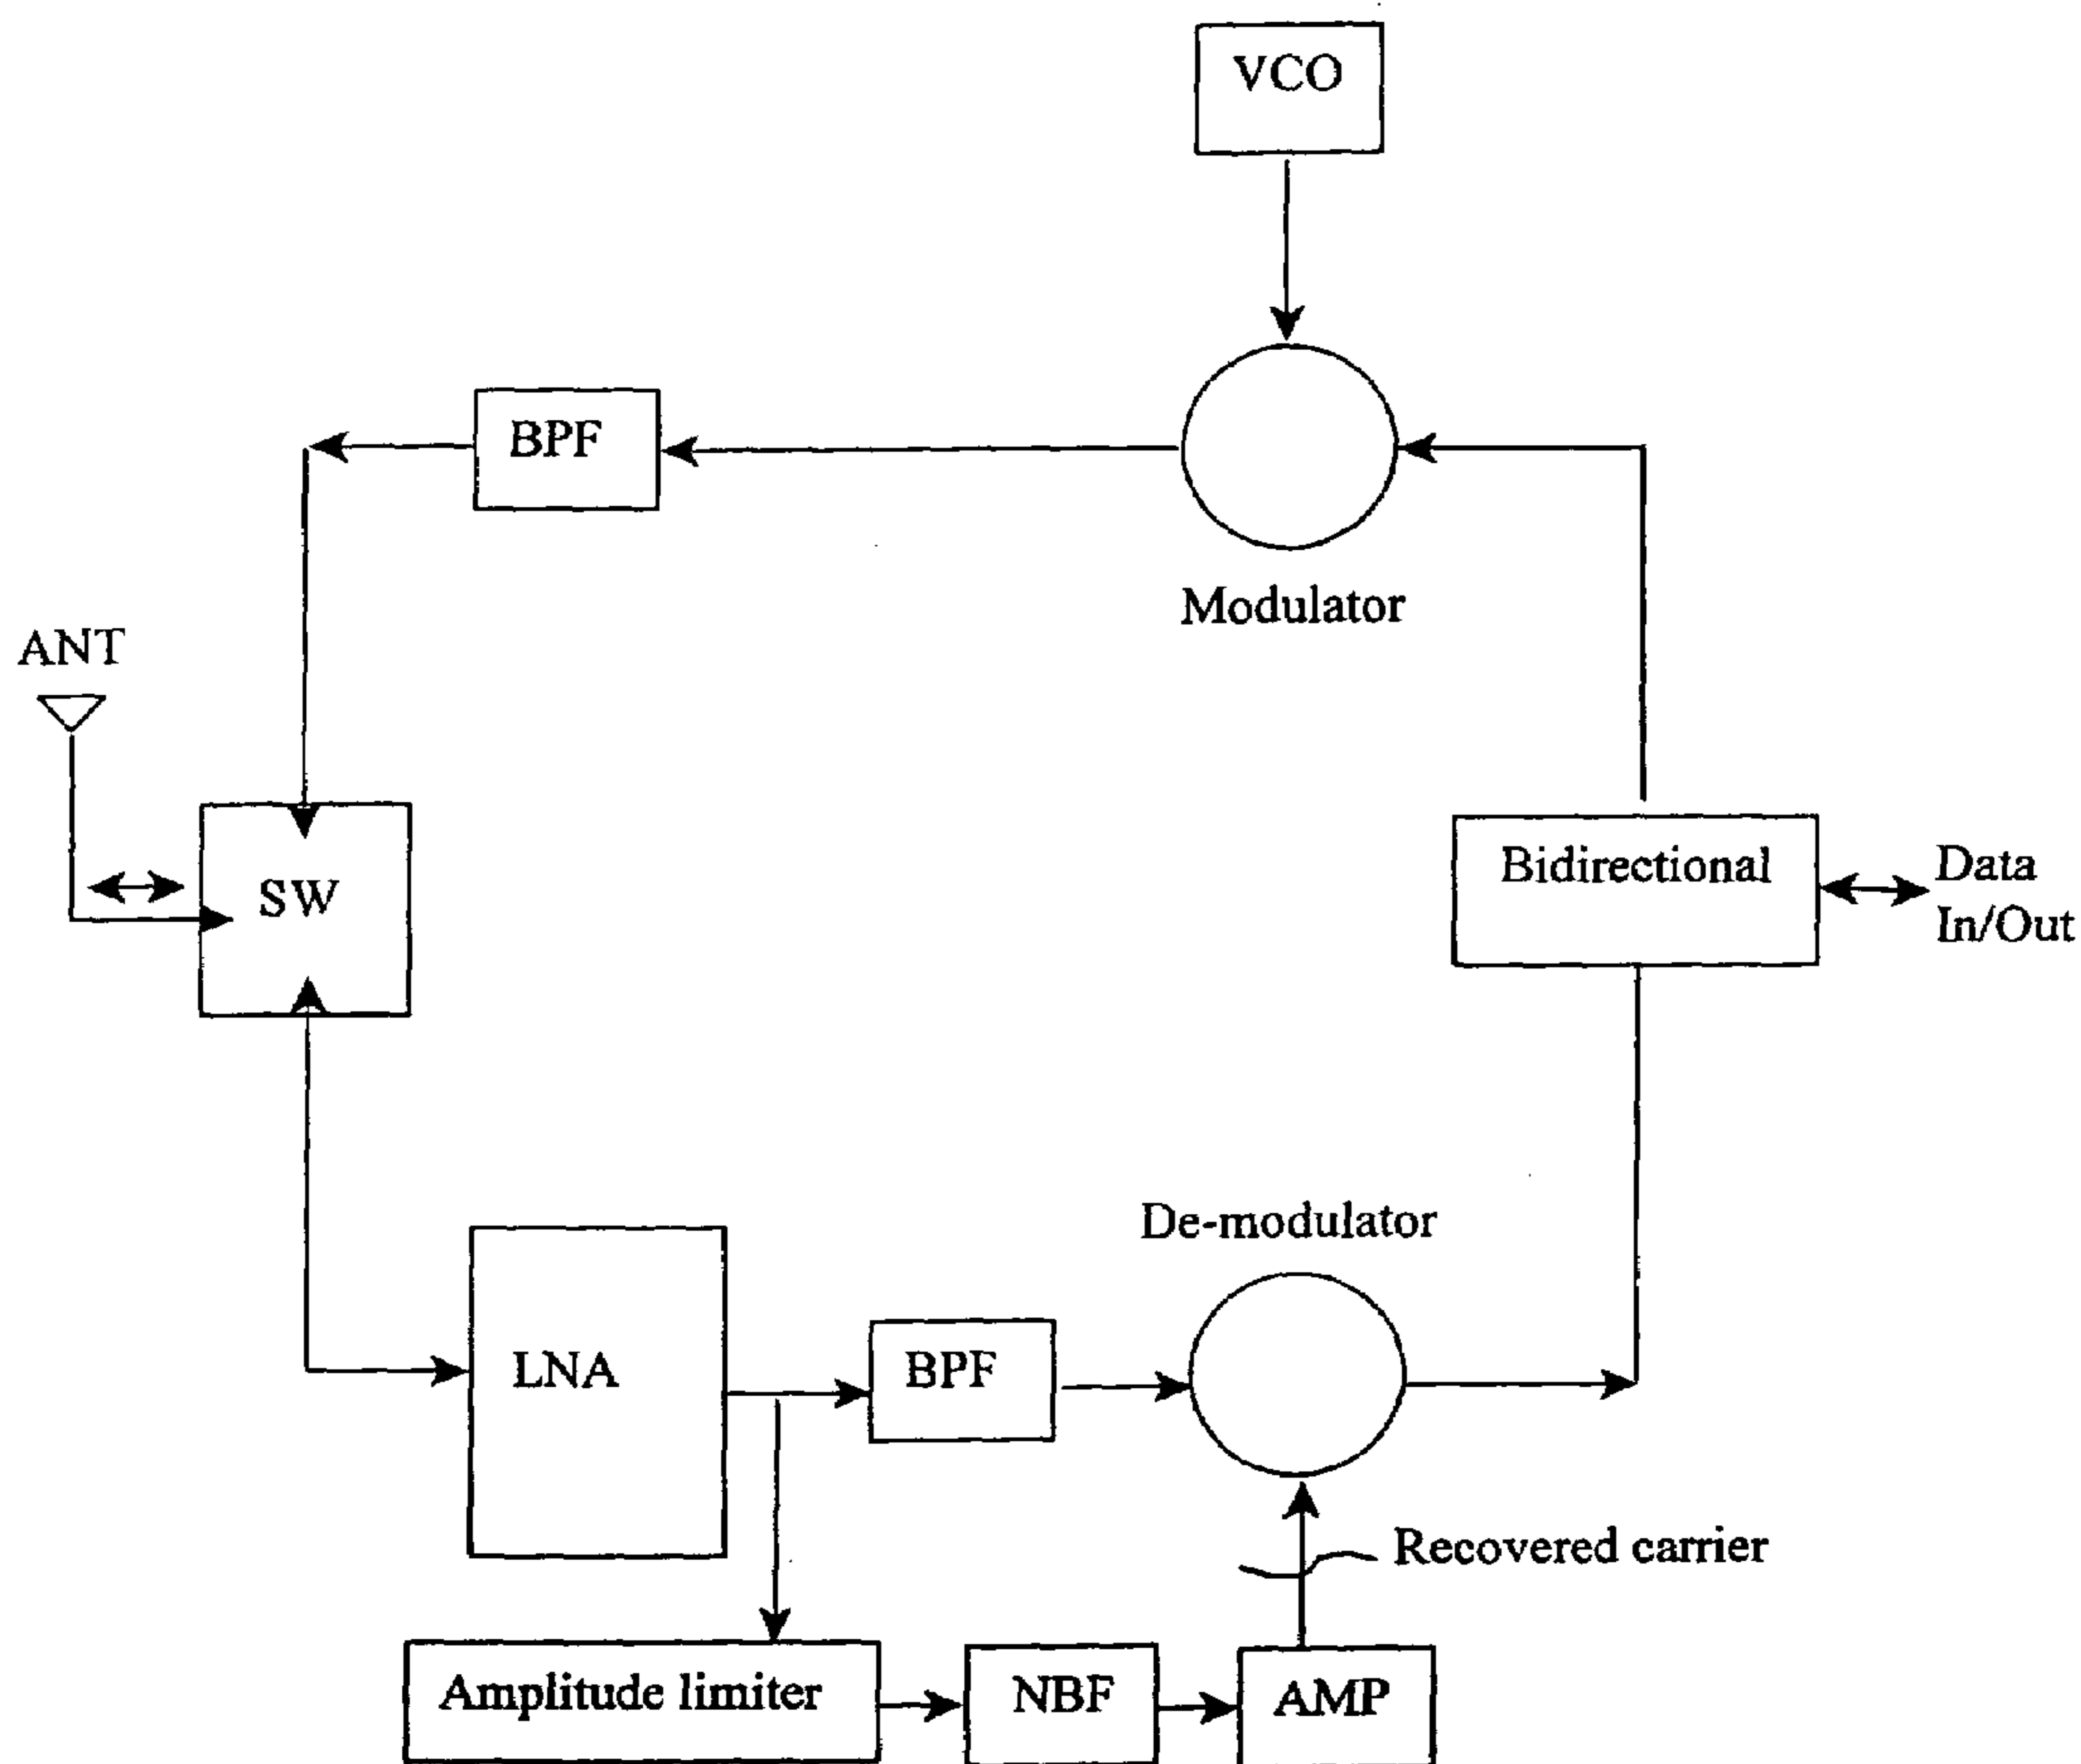 VCO
BPF
Modulator
ANT
SW
Bidirectional
Data
In/Out
De-modulator
LNA
BPF
Recovered carrier
Amplitude limiter
NBF
AMP